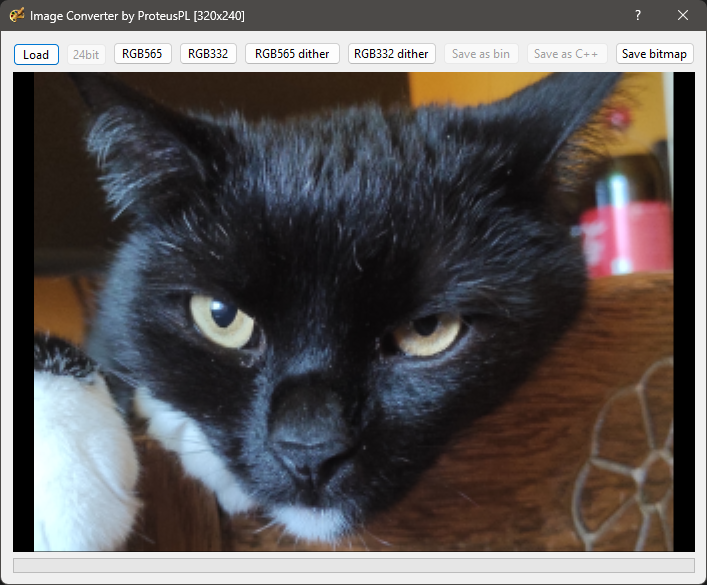 Image Converter by ProteusPL [320x240]
?
Load 24bit RGB565 RGB332 RGB565 dither RGB332 dither Save as bin Save as C++ Save bitmap